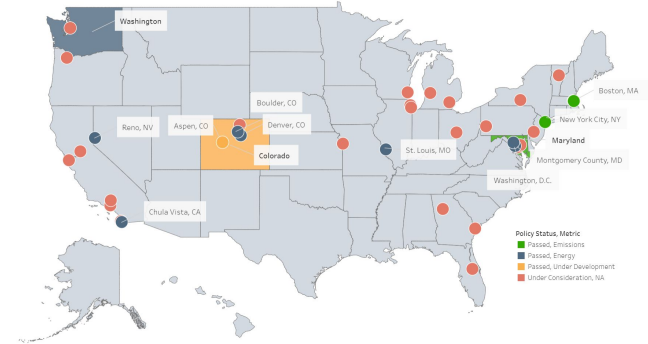 Washington
Boston, MA
Boulder, CO
New York City, NY
Reno, NV
Aspen, CO
Denver, CO
Maryland
St. Louis, MO
Colorado
Montgomery County, MD
Washington, D.C.
Chula Vista, CA
Policy Status, Metric
Passed, Emissions
Passed, Energy
Passed, Under Development
Under Consideration, NA